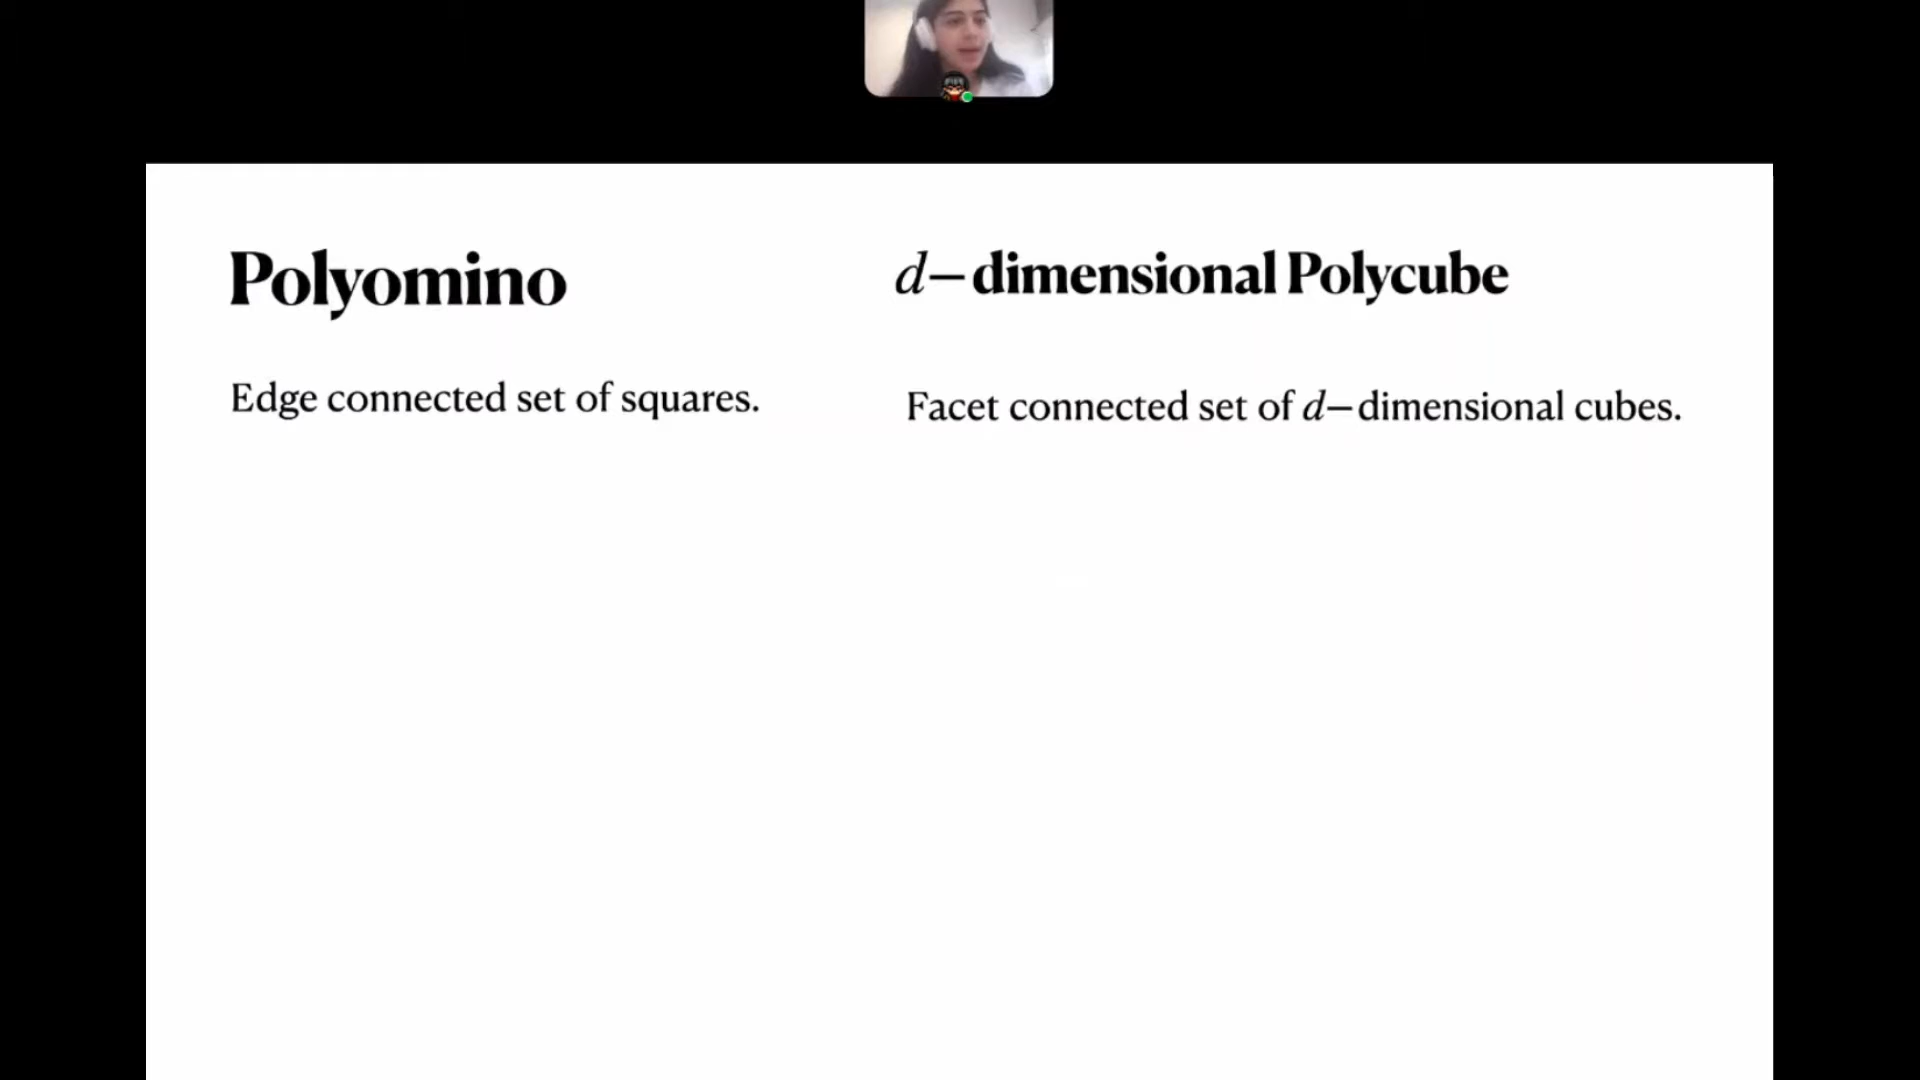 Polyomino
d–dimensional Polycube
Edge connected set of squares.
Facet connected set of d–dimensional cubes.